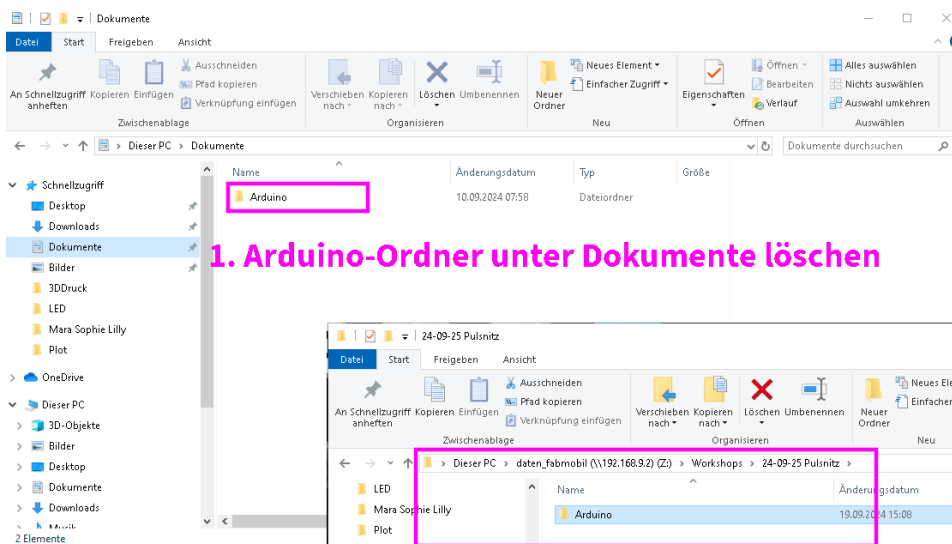 Dokumente
Datei Start Freigeben Ansicht
An Schnellzugriff anheften
Kopieren
Einfügen
Ausschneiden
Pfad kopieren
Verknüpfung einfügen
Zwischenablage
Verschieben nach
Kopieren nach
Löschen
Umbenennen
Organisieren
Neuer Ordner
Neues Element
Einfacher Zugriff
Neu
Eigenschaften
Öffnen
Bearbeiten
Verlauf
Öffnen
Alles auswählen
Nichts auswählen
Auswahl umkehren
Auswählen
Dieser PC > Dokumente
Dokumente durchsuchen
Name Änderungsdatum Typ Größe
Arduino 10.09.2024 07:58 Dateiordner
Schnellzugriff
Desktop
Downloads
Dokumente
Bilder
3DDruck
LED
Mara Sophie Lilly
Plot
OneDrive
Dieser PC
3D-Objekte
Bilder
Desktop
Dokumente
Downloads
Musik
2 Elemente
1. Arduino-Ordner unter Dokumente löschen
24-09-25 Pulsnitz
Datei Start Freigeben Ansicht
An Schnellzugriff anheften
Kopieren
Einfügen
Ausschneiden
Pfad kopieren
Verknüpfung einfügen
Zwischenablage
Verschieben nach
Kopieren nach
Löschen
Umbenennen
Organisieren
Neuer Ordner
Neues Ele
Einfacher
Neu
Dieser PC > daten_fabmobil (\\192.168.9.2) (Z:) > Workshops > 24-09-25 Pulsnitz >
LED
Mara Sophie Lilly
Plot
Name Änderungsdatum
Arduino 19.09.2024 15:08